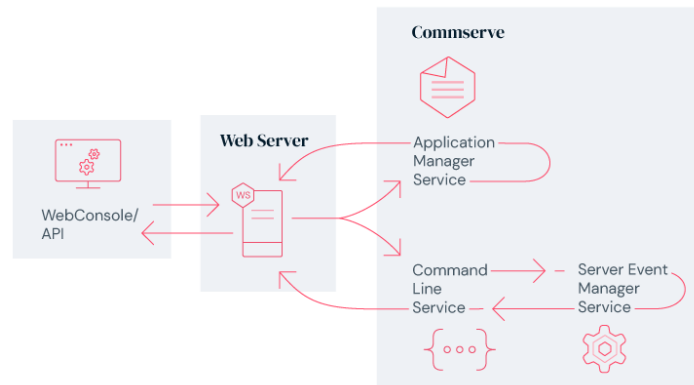 Commserve
Web Server
WebConsole/
API
WS
Application
Manager
Service
Command
Line
Service
Server Event
Manager
Service